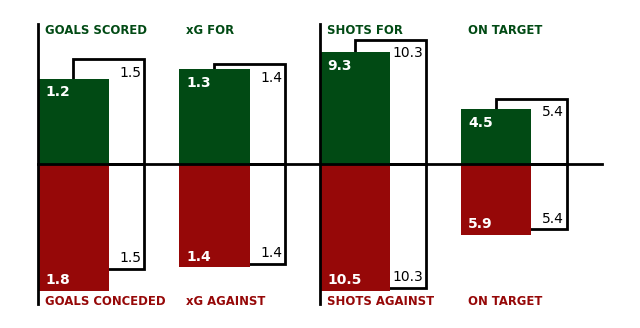 GOALS SCORED xG FOR SHOTS FOR ON TARGET
1.2 1.5 1.3 1.4 9.3 10.3 4.5 5.4
1.8 1.5 1.4 1.4 10.5 10.3 5.9 5.4
GOALS CONCEDED xG AGAINST SHOTS AGAINST ON TARGET